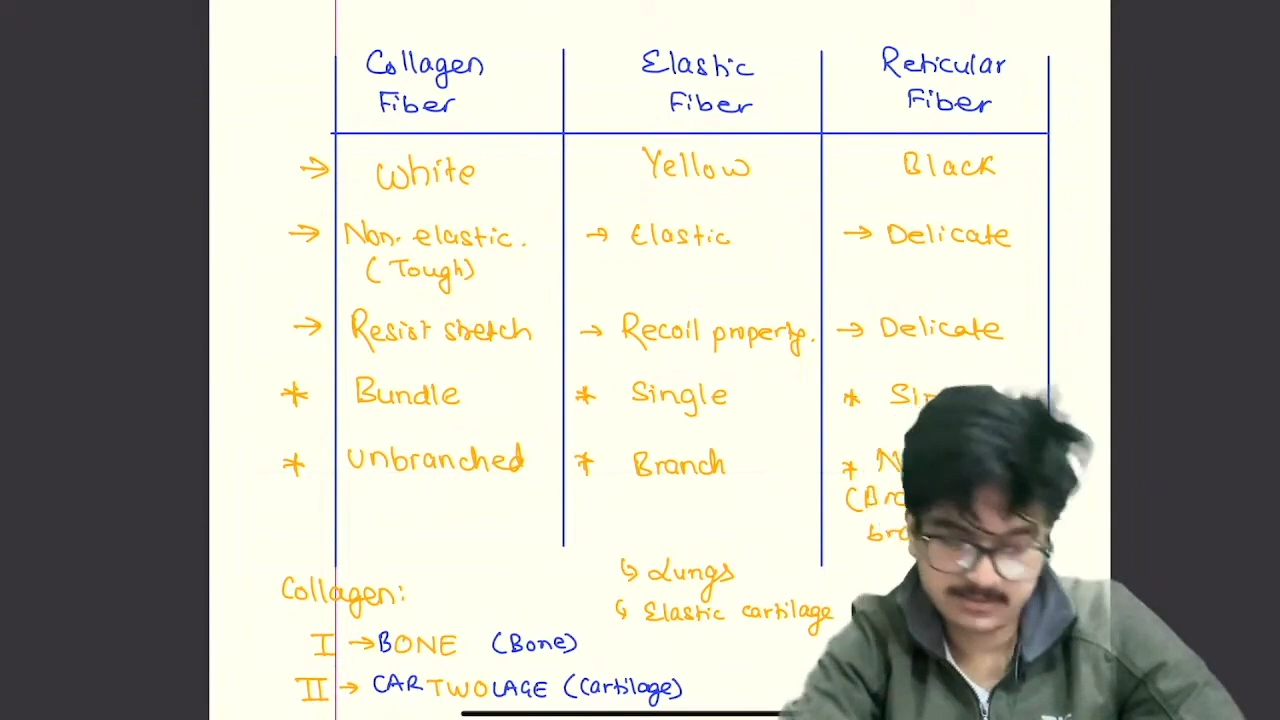 Collagen Fiber
Elastic Fiber
Reticular Fiber
→ White
Yellow
Black
→ Non-elastic. (Tough)
→ Elastic
→ Delicate
→ Resist stretch
→ Recoil property.
→ Delicate
* Bundle
* Single
*
* unbranched
* Branch
*
↳ Lungs
↳ Elastic cartilage
Collagen:
I → BONE (Bone)
II → CARTWOLAGE (Cartilage)